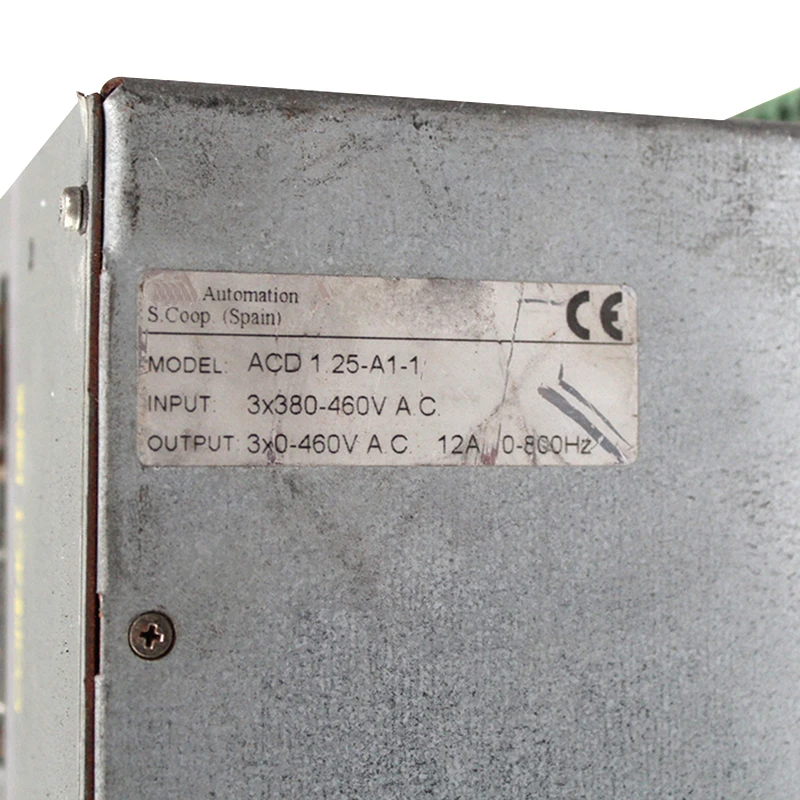 Automation
S.Coop. (Spain)
CE
MODEL: ACD 1.25-A1-1
INPUT: 3x380-460V A.C.
OUTPUT: 3x0-460V A.C. 12A 0-800Hz